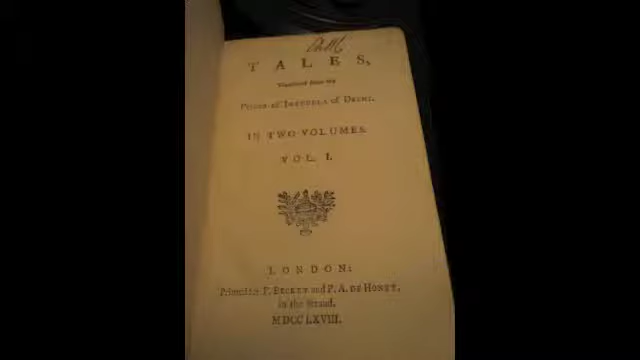 TALES,
Translated from the
of Inatulla of Delhi.
IN TWO VOLUMES.
VOL. I.
LONDON:
Printed for T. Becket and P. A. de Hondt,
in the Strand.
MDCCLXVIII.